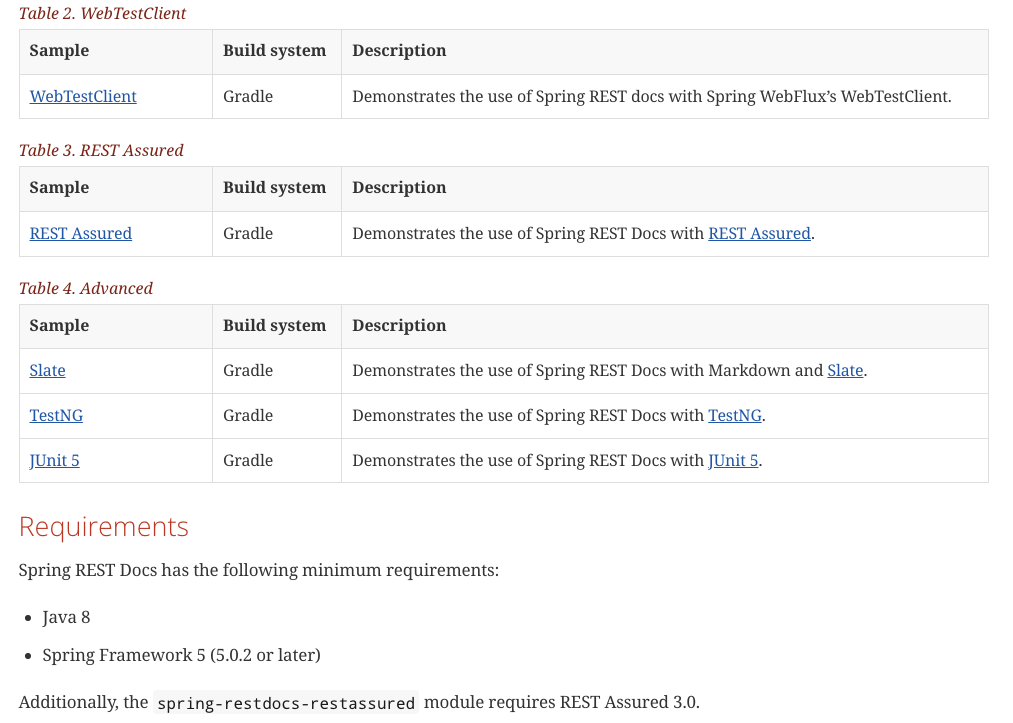 Table 2. WebTestClient
Sample Build system Description
WebTestClient Gradle Demonstrates the use of Spring REST docs with Spring WebFlux’s WebTestClient.
Table 3. REST Assured
Sample Build system Description
REST Assured Gradle Demonstrates the use of Spring REST Docs with REST Assured.
Table 4. Advanced
Sample Build system Description
Slate Gradle Demonstrates the use of Spring REST Docs with Markdown and Slate.
TestNG Gradle Demonstrates the use of Spring REST Docs with TestNG.
JUnit 5 Gradle Demonstrates the use of Spring REST Docs with JUnit 5.
Requirements
Spring REST Docs has the following minimum requirements:
• Java 8
• Spring Framework 5 (5.0.2 or later)
Additionally, the spring-restdocs-restassured module requires REST Assured 3.0.